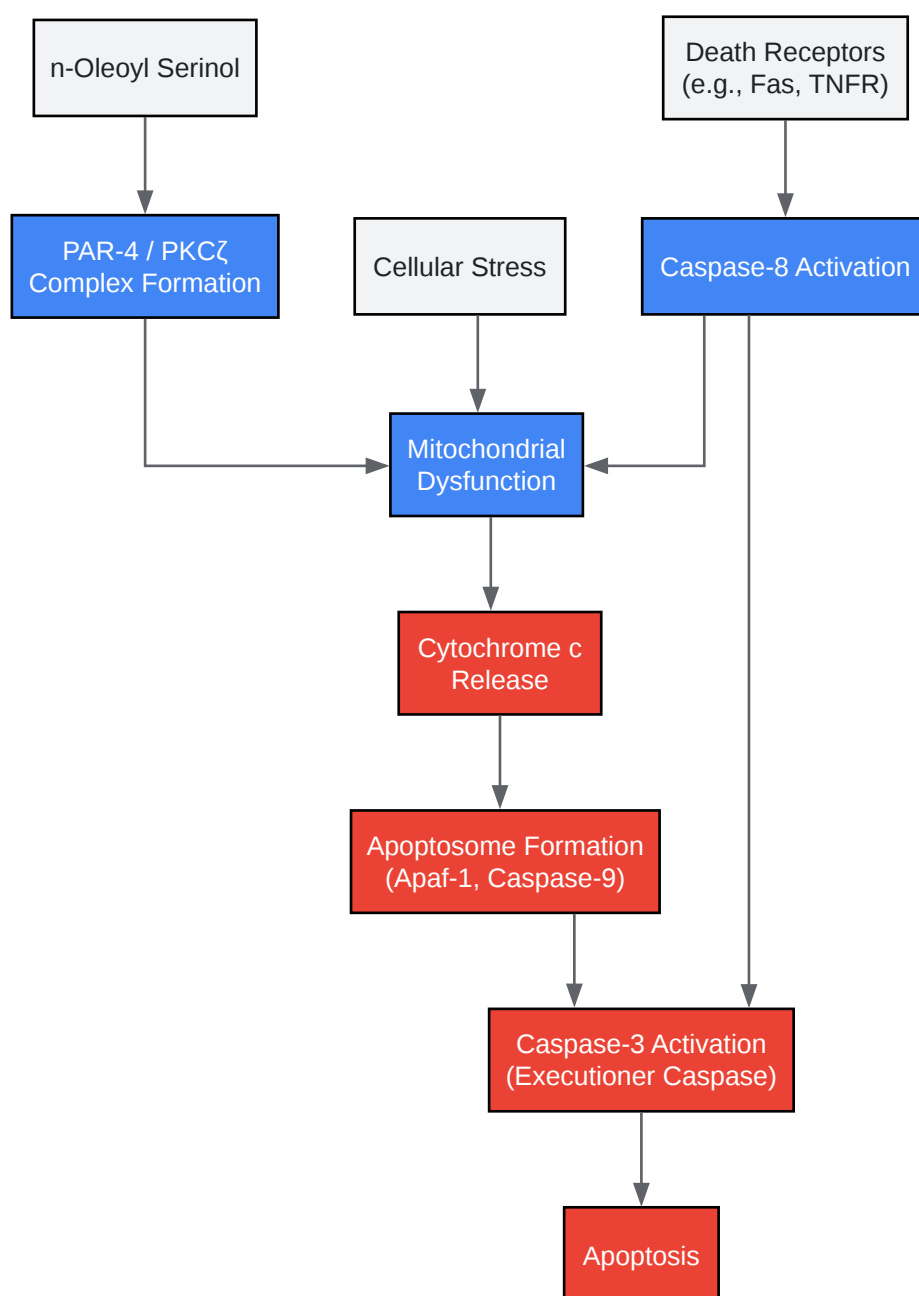 n-Oleoyl Serinol
Death Receptors
(e.g., Fas, TNFR)
PAR-4 / PKCζ
Complex Formation
Cellular Stress
Caspase-8 Activation
Mitochondrial
Dysfunction
Cytochrome c
Release
Apoptosome Formation
(Apaf-1, Caspase-9)
Caspase-3 Activation
(Executioner Caspase)
Apoptosis